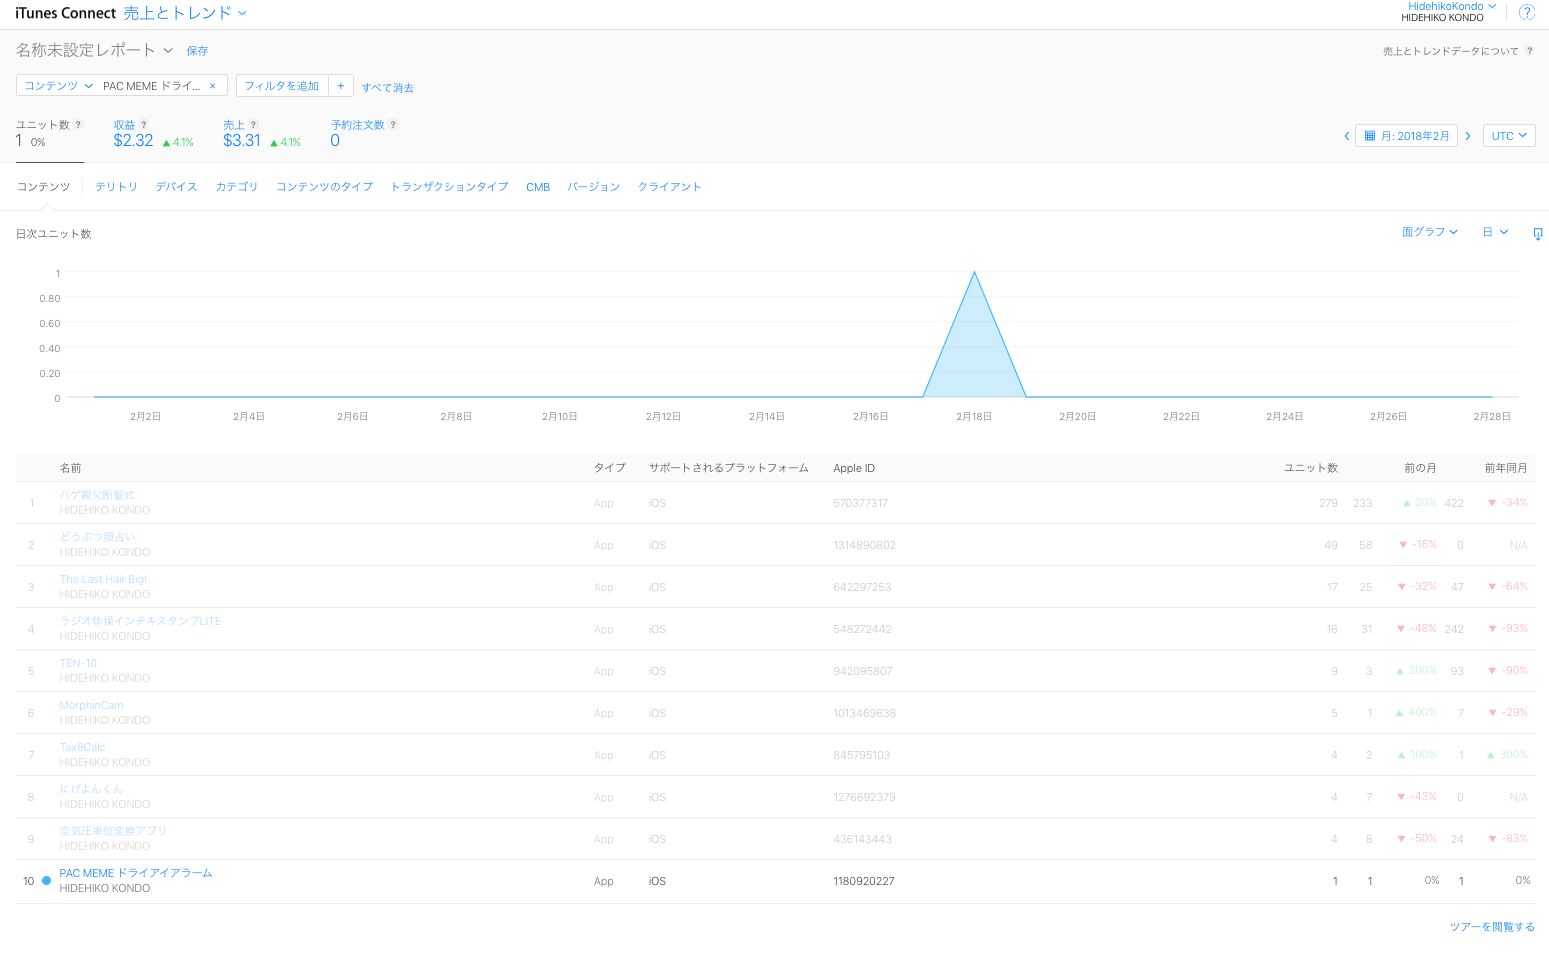 iTunes Connect 売上とトレンド
HidehikoKondo
HIDEHIKO KONDO
?
名称未設定レポート 保存
売上とトレンドデータについて ?
コンテンツ PAC MEME ドライ... × フィルタを追加 + すべて消去
ユニット数 ? 収益 ? 売上 ? 予約注文数 ?
1 0% $2.32 ▲4.1% $3.31 ▲4.1% 0
月: 2018年2月 UTC
コンテンツ テリトリ デバイス カテゴリ コンテンツのタイプ トランザクションタイプ CMB バージョン クライアント
日次ユニット数 面グラフ 日
1
0.80
0.60
0.40
0.20
0
2月2日 2月4日 2月6日 2月8日 2月10日 2月12日 2月14日 2月16日 2月18日 2月20日 2月22日 2月24日 2月26日 2月28日
名前 タイプ サポートされるプラットフォーム Apple ID ユニット数 前の月 前年同月
ハゲ親父断髪式
1 App iOS 570377317 279 233 ▲ 20% 422 ▼ -34%
HIDEHIKO KONDO
どうぶつ顔占い
2 App iOS 1314890802 49 58 ▼ -16% 0 N/A
HIDEHIKO KONDO
The Last Hair Big!
3 App iOS 642297253 17 25 ▼ -32% 47 ▼ -64%
HIDEHIKO KONDO
ラジオ体操インチキスタンプLITE
4 App iOS 548272442 16 31 ▼ -48% 242 ▼ -93%
HIDEHIKO KONDO
TEN-10
5 App iOS 942095807 9 3 ▲ 200% 93 ▼ -90%
HIDEHIKO KONDO
MorphinCam
6 App iOS 1013469638 5 1 ▲ 400% 7 ▼ -29%
HIDEHIKO KONDO
Tax8Calc
7 App iOS 845795103 4 2 ▲ 100% 1 ▲ 300%
HIDEHIKO KONDO
にげよんくん
8 App iOS 1276692379 4 7 ▼ -43% 0 N/A
HIDEHIKO KONDO
空気圧単位変換アプリ
9 App iOS 436143443 4 8 ▼ -50% 24 ▼ -83%
HIDEHIKO KONDO
PAC MEME ドライアイアラーム
10 App iOS 1180920227 1 1 0% 1 0%
HIDEHIKO KONDO
ツアーを閲覧する